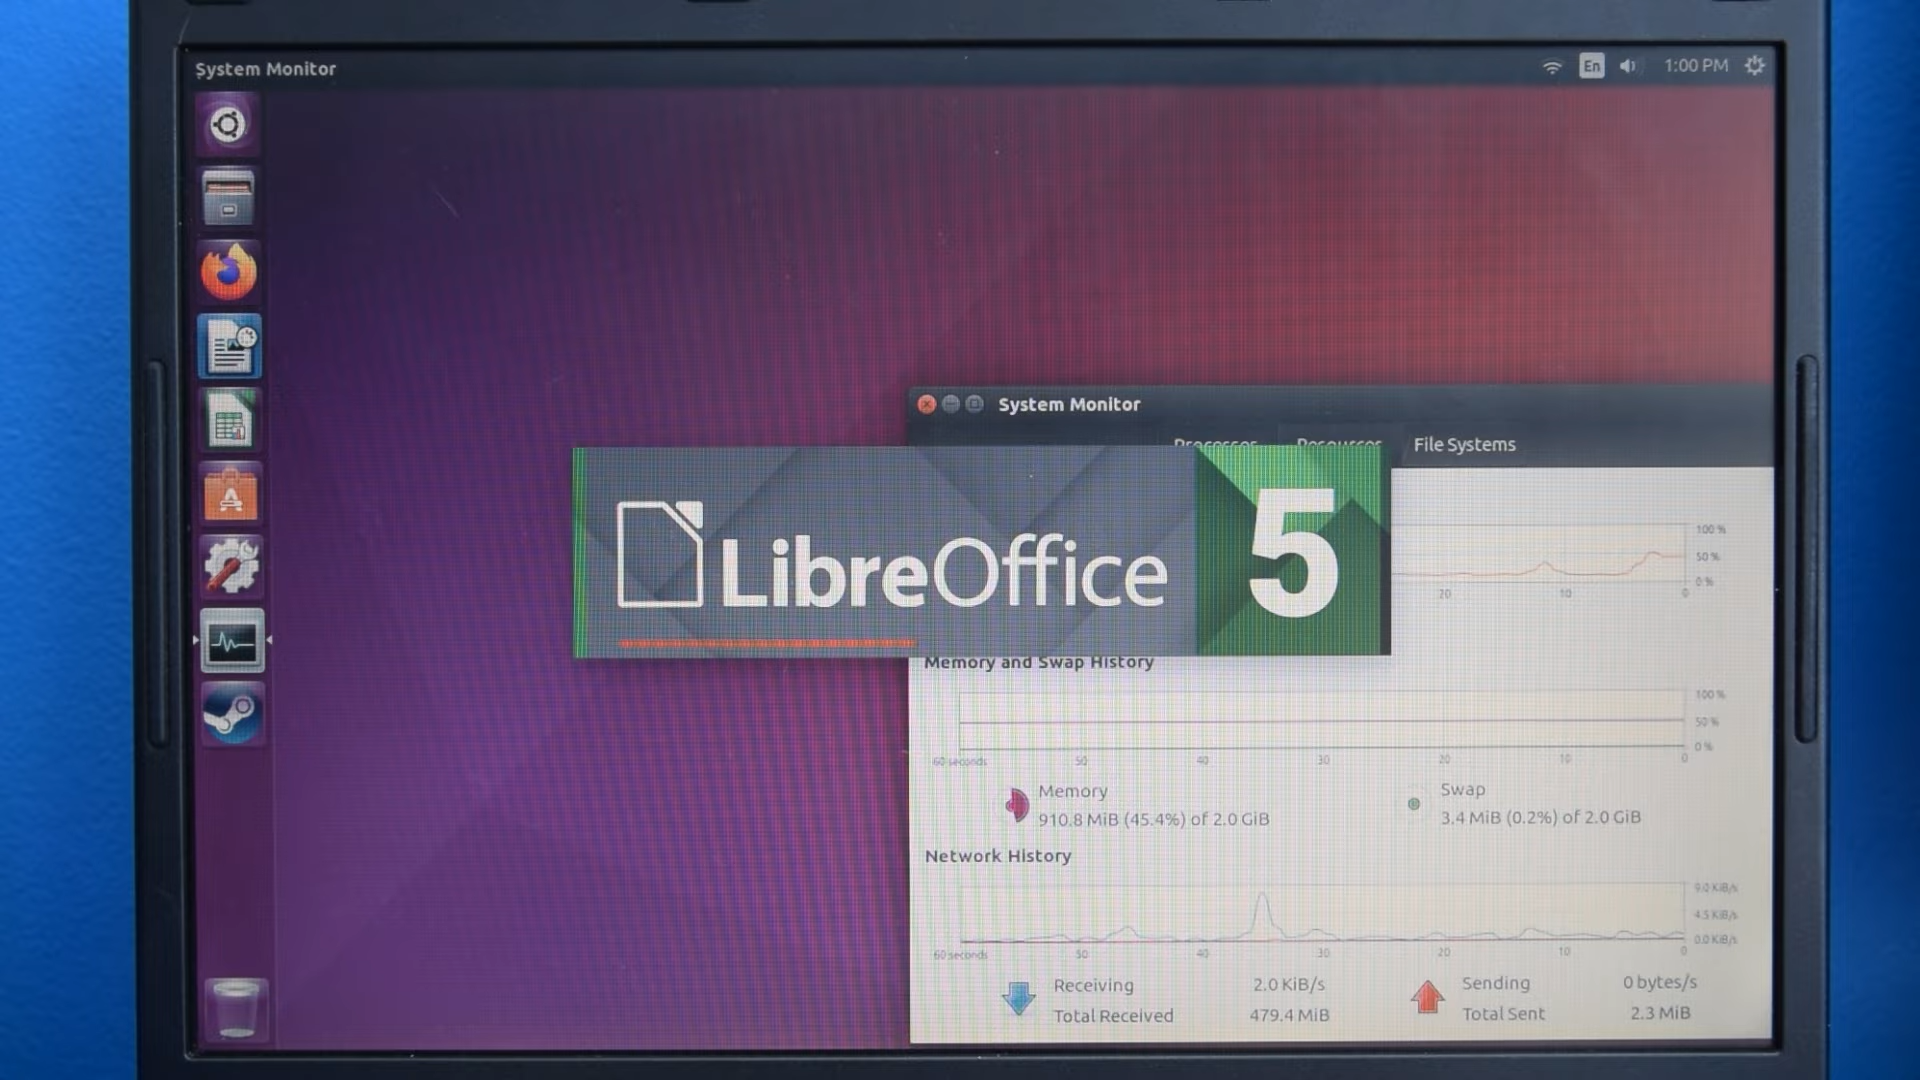 System Monitor
En
1:00 PM
System Monitor
Processes
Resources
File Systems
LibreOffice 5
100 %
50 %
0 %
20
10
0
Memory and Swap History
100 %
50 %
0 %
60 seconds
50
40
30
20
10
0
Memory
910.8 MiB (45.4%) of 2.0 GiB
Swap
3.4 MiB (0.2%) of 2.0 GiB
Network History
9.0 KiB/s
4.5 KiB/s
0.0 KiB/s
60 seconds
50
40
30
20
10
0
Receiving
2.0 KiB/s
Total Received
479.4 MiB
Sending
0 bytes/s
Total Sent
2.3 MiB